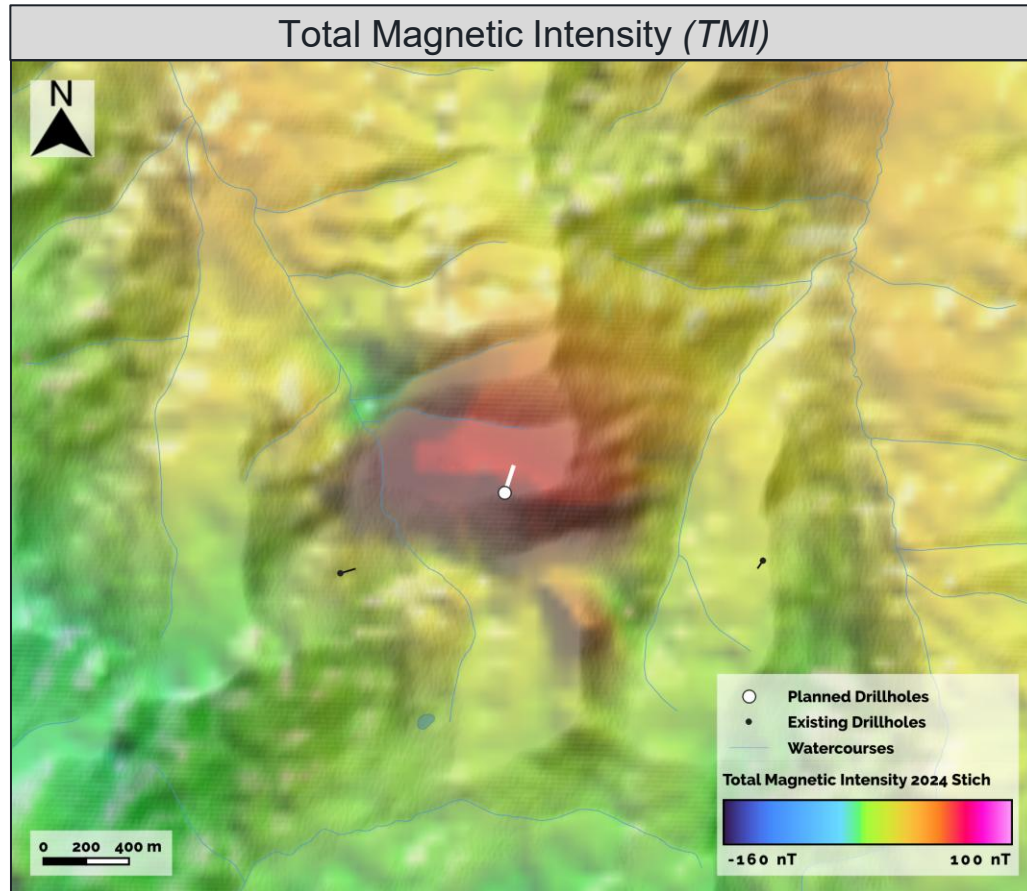 Total Magnetic Intensity (TMI)
N
Planned Drillholes
Existing Drillholes
Watercourses
Total Magnetic Intensity 2024 Stich
-160 nT 100 nT
0 200 400 m